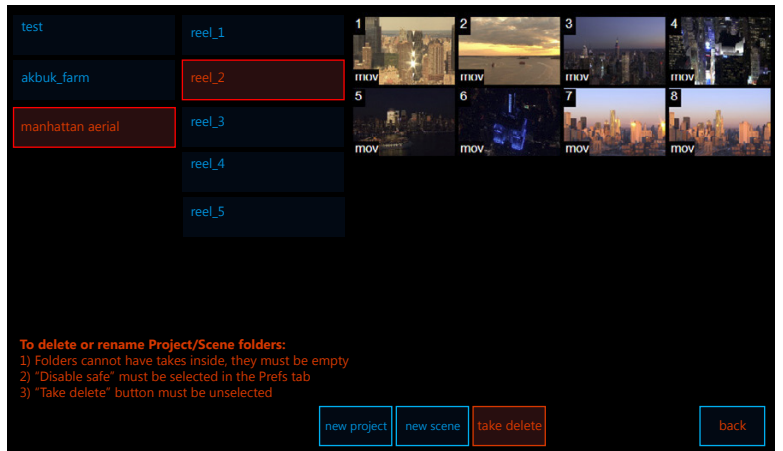 test
akbuk_farm
manhattan aerial
reel_1
reel_2
reel_3
reel_4
reel_5
1 2 3 4
mov mov mov mov
5 6 7 8
mov mov mov mov
To delete or rename Project/Scene folders:
1) Folders cannot have takes inside, they must be empty
2) “Disable safe” must be selected in the Prefs tab
3) “Take delete” button must be unselected
new project new scene take delete back